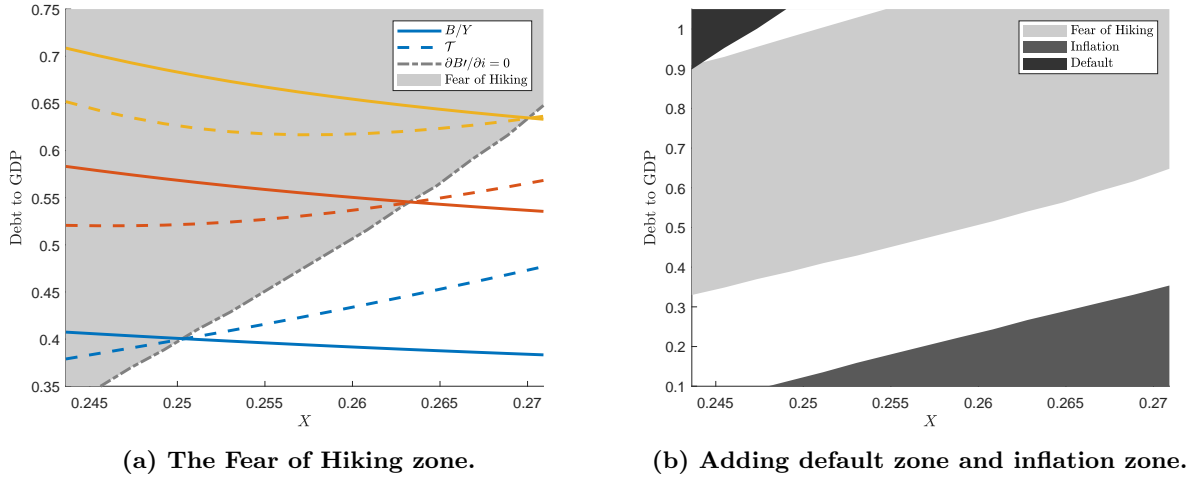 0.75
0.7
0.65
0.6
0.55
0.5
0.45
0.4
0.35
Debt to GDP
B/Y
𝒯
∂B′/∂i = 0
Fear of Hiking
0.245 0.25 0.255 0.26 0.265 0.27
X
(a) The Fear of Hiking zone.
1
0.9
0.8
0.7
0.6
0.5
0.4
0.3
0.2
0.1
Debt to GDP
Fear of Hiking
Inflation
Default
0.245 0.25 0.255 0.26 0.265 0.27
X
(b) Adding default zone and inflation zone.